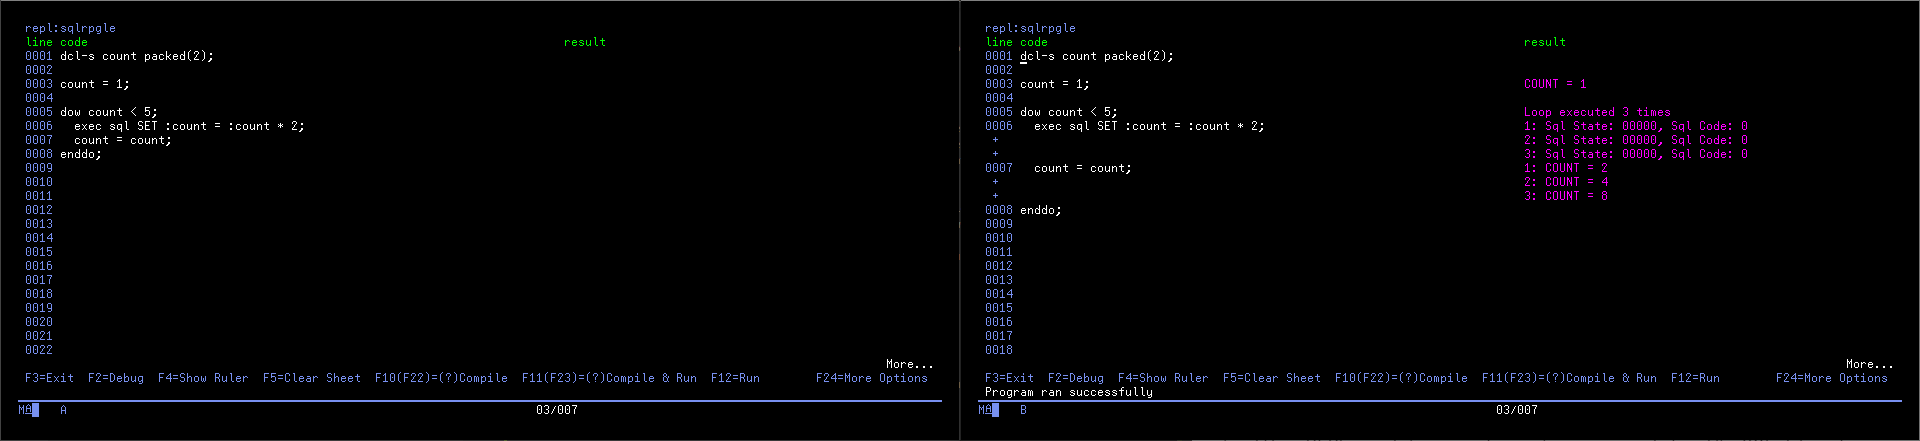 repl:sqlrpgle
line code result
0001 dcl-s count packed(2);
0002
0003 count = 1;
0004
0005 dow count < 5;
0006   exec sql SET :count = :count * 2;
0007   count = count;
0008 enddo;
0009
0010
0011
0012
0013
0014
0015
0016
0017
0018
0019
0020
0021
0022
More...
F3=Exit  F2=Debug  F4=Show Ruler  F5=Clear Sheet  F10(F22)=(?)Compile  F11(F23)=(?)Compile & Run  F12=Run  F24=More Options
MA A 03/007
repl:sqlrpgle
line code result
0001 dcl-s count packed(2);
0002
0003 count = 1; COUNT = 1
0004
0005 dow count < 5; Loop executed 3 times
0006   exec sql SET :count = :count * 2; 1: Sql State: 00000, Sql Code: 0
+ 2: Sql State: 00000, Sql Code: 0
+ 3: Sql State: 00000, Sql Code: 0
0007   count = count; 1: COUNT = 2
+ 2: COUNT = 4
+ 3: COUNT = 8
0008 enddo;
0009
0010
0011
0012
0013
0014
0015
0016
0017
0018
More...
F3=Exit  F2=Debug  F4=Show Ruler  F5=Clear Sheet  F10(F22)=(?)Compile  F11(F23)=(?)Compile & Run  F12=Run  F24=More Options
Program ran successfully
MA B 03/007